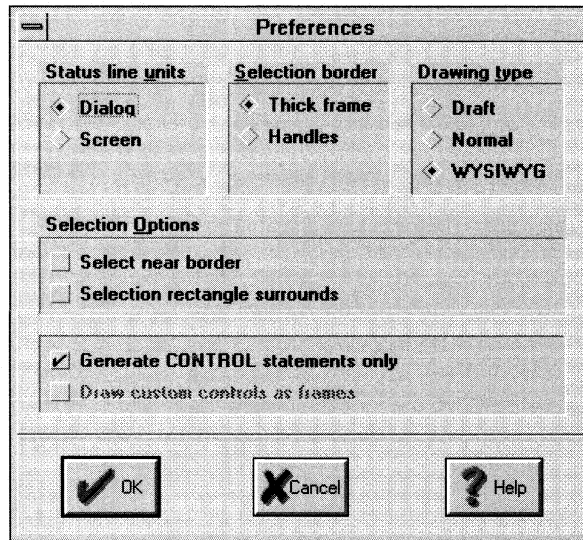 Preferences
Status line units
Dialog
Screen
Selection border
Thick frame
Handles
Drawing type
Draft
Normal
WYSIWYG
Selection Options
Select near border
Selection rectangle surrounds
Generate CONTROL statements only
Draw custom controls as frames
OK
Cancel
Help